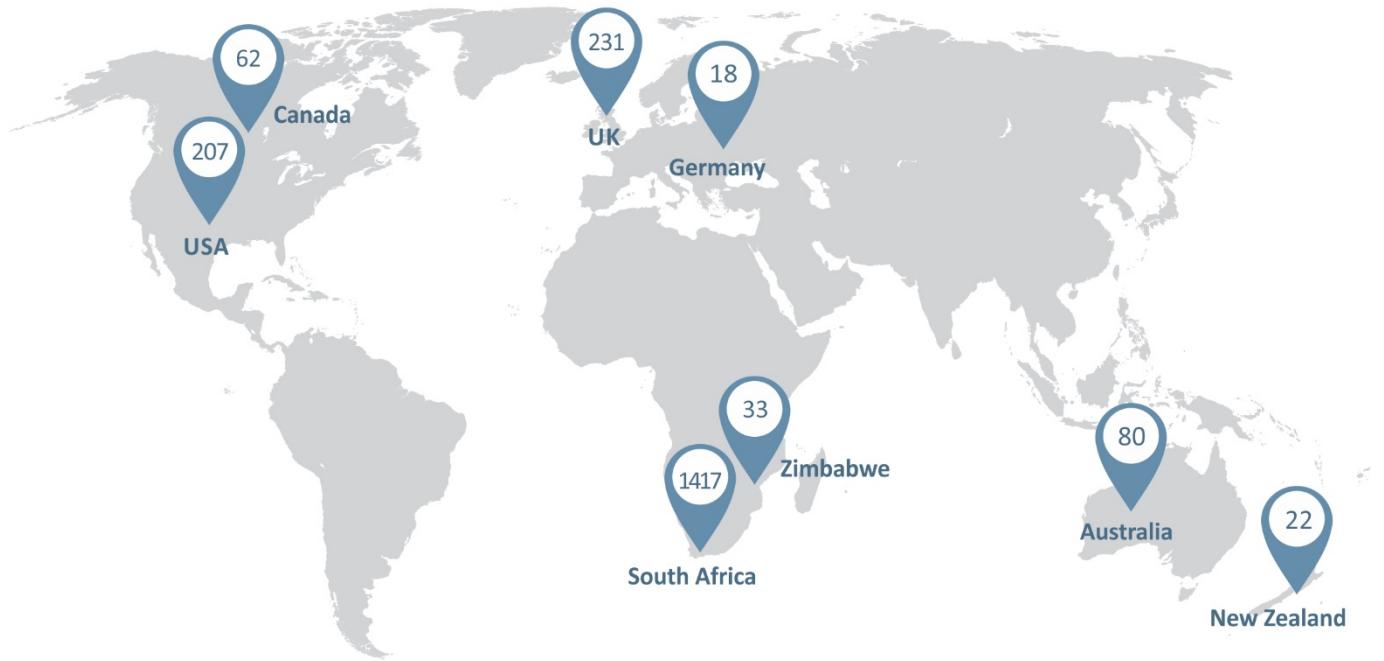 231
62
18
Canada
207
UK
Germany
USA
33
80
Zimbabwe
1417
22
Australia
South Africa
New Zealand